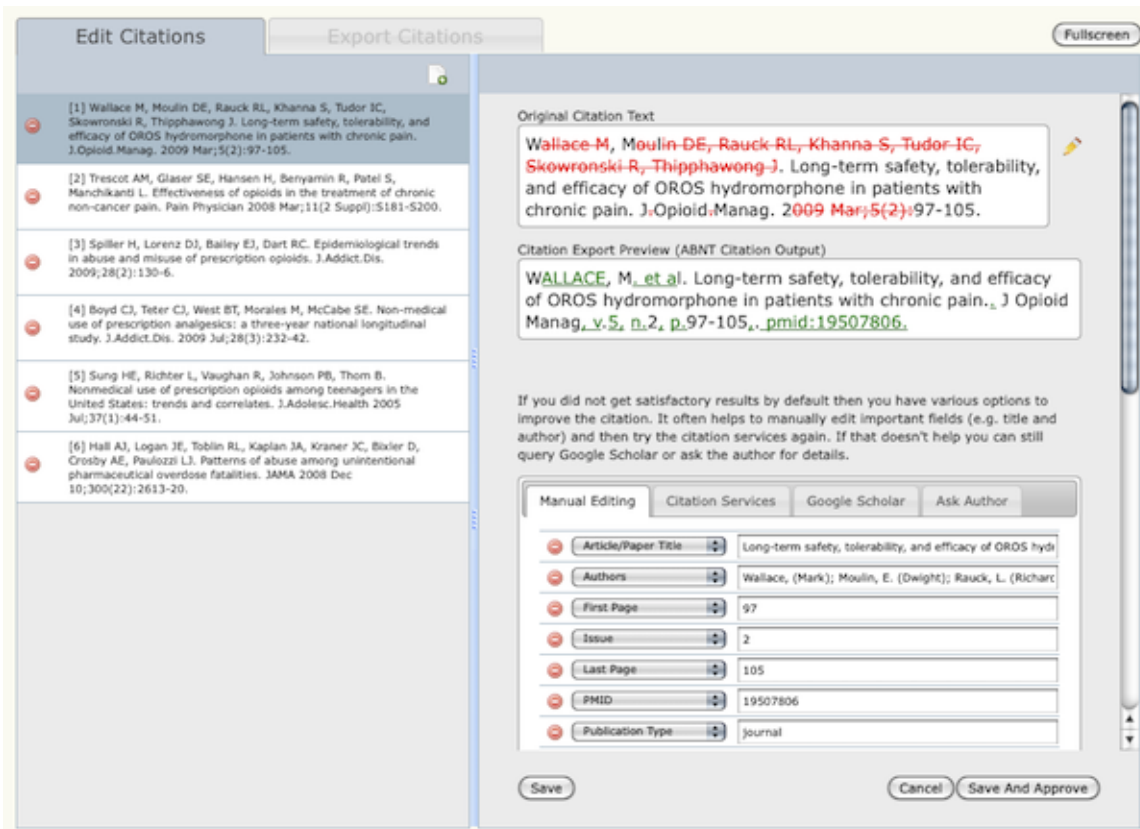 Edit Citations
Export Citations
Fullscreen
[1] Wallace M, Moulin DE, Rauck RL, Khanna S, Tudor IC,
Skowronski R, Thipphawong J. Long-term safety, tolerability, and
efficacy of OROS hydromorphone in patients with chronic pain.
J.Opioid.Manag. 2009 Mar;5(2):97-105.
[2] Trescot AM, Glaser SE, Hansen H, Benyamin R, Patel S,
Manchikanti L. Effectiveness of opioids in the treatment of chronic
non-cancer pain. Pain Physician 2008 Mar;11(2 Suppl):S181-S200.
[3] Spiller H, Lorenz DJ, Bailey EJ, Dart RC. Epidemiological trends
in abuse and misuse of prescription opioids. J.Addict.Dis.
2009;28(2):130-6.
[4] Boyd CJ, Teter CJ, West BT, Morales M, McCabe SE. Non-medical
use of prescription analgesics: a three-year national longitudinal
study. J.Addict.Dis. 2009 Jul;28(3):232-42.
[5] Sung HE, Richter L, Vaughan R, Johnson PB, Thom B.
Nonmedical use of prescription opioids among teenagers in the
United States: trends and correlates. J.Adolesc.Health 2005
Jul;37(1):44-51.
[6] Hall AJ, Logan JE, Toblin RL, Kaplan JA, Kraner JC, Bixler D,
Crosby AE, Paulozzi LJ. Patterns of abuse among unintentional
pharmaceutical overdose fatalities. JAMA 2008 Dec
10;300(22):2613-20.
Original Citation Text
Wallace M, Moulin DE, Rauck RL, Khanna S, Tudor IC,
Skowronski R, Thipphawong J. Long-term safety, tolerability,
and efficacy of OROS hydromorphone in patients with
chronic pain. J.Opioid.Manag. 2009 Mar;5(2):97-105.
Citation Export Preview (ABNT Citation Output)
WALLACE, M. et al. Long-term safety, tolerability, and efficacy
of OROS hydromorphone in patients with chronic pain.. J Opioid
Manag, v.5, n.2, p.97-105,. pmid:19507806.
If you did not get satisfactory results by default then you have various options to
improve the citation. It often helps to manually edit important fields (e.g. title and
author) and then try the citation services again. If that doesn't help you can still
query Google Scholar or ask the author for details.
Manual Editing
Citation Services
Google Scholar
Ask Author
Article/Paper Title
Long-term safety, tolerability, and efficacy of OROS hydr
Authors
Wallace, (Mark); Moulin, E. (Dwight); Rauck, L. (Richarc
First Page
97
Issue
2
Last Page
105
PMID
19507806
Publication Type
journal
Save
Cancel
Save And Approve